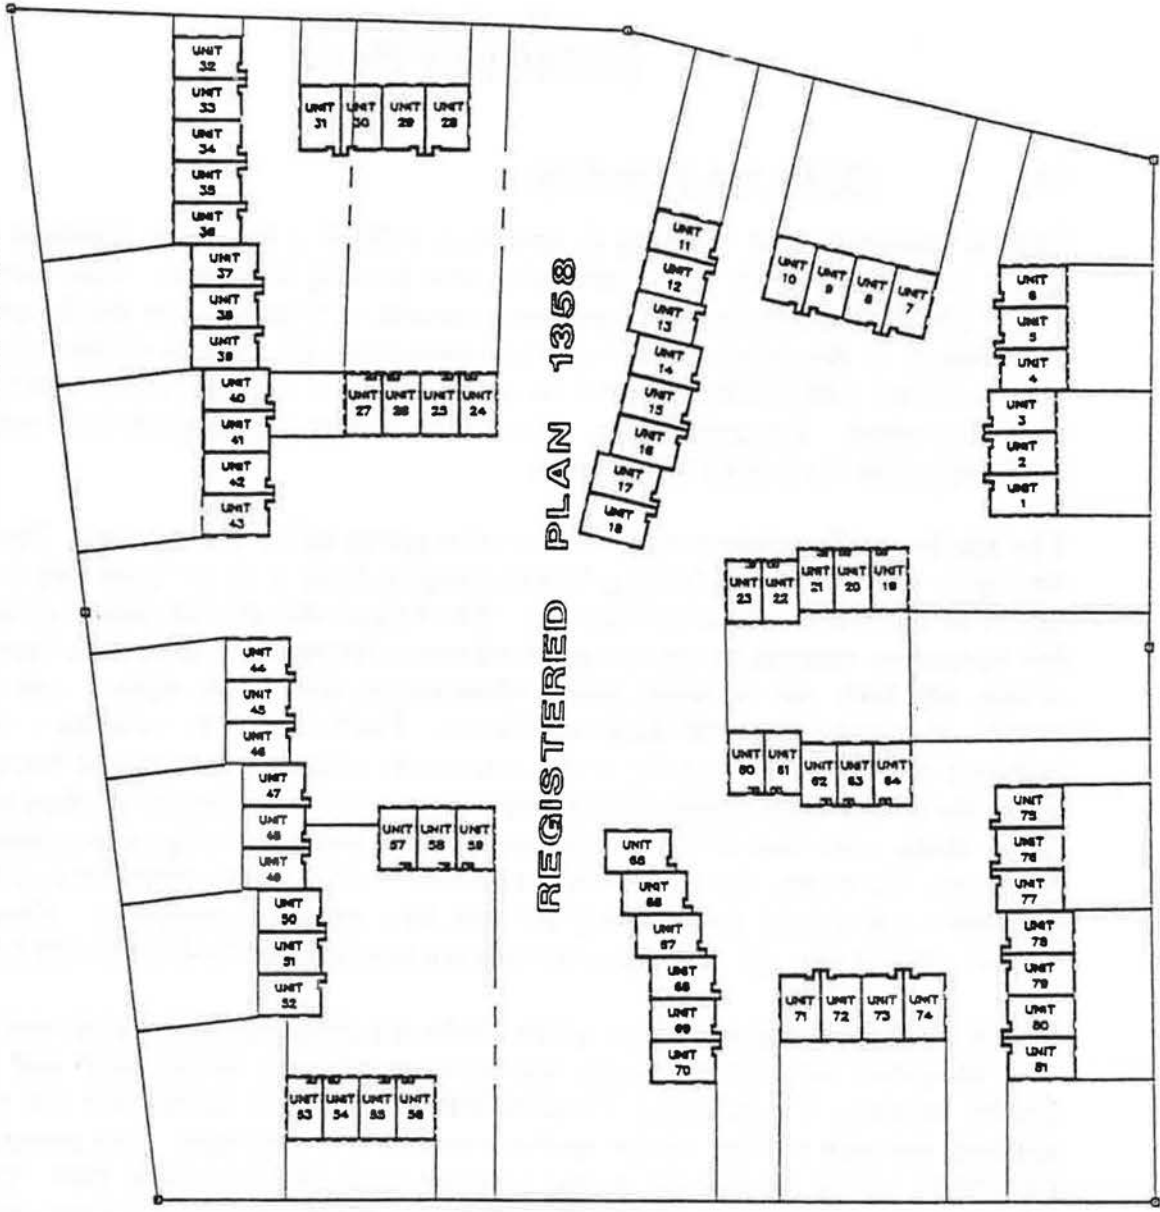 UNIT 32
UNIT 33
UNIT 34
UNIT 35
UNIT 36
UNIT 37
UNIT 38
UNIT 39
UNIT 40
UNIT 41
UNIT 42
UNIT 43
UNIT 31
UNIT 30
UNIT 29
UNIT 28
UNIT 27
UNIT 26
UNIT 25
UNIT 24
REGISTERED PLAN 1358
UNIT 11
UNIT 12
UNIT 13
UNIT 14
UNIT 15
UNIT 16
UNIT 17
UNIT 18
UNIT 10
UNIT 9
UNIT 8
UNIT 7
UNIT 6
UNIT 5
UNIT 4
UNIT 3
UNIT 2
UNIT 1
UNIT 23
UNIT 22
UNIT 21
UNIT 20
UNIT 19
UNIT 44
UNIT 45
UNIT 46
UNIT 47
UNIT 48
UNIT 49
UNIT 50
UNIT 51
UNIT 52
UNIT 57
UNIT 58
UNIT 59
UNIT 53
UNIT 54
UNIT 55
UNIT 56
UNIT 60
UNIT 61
UNIT 62
UNIT 63
UNIT 64
UNIT 65
UNIT 66
UNIT 67
UNIT 68
UNIT 69
UNIT 70
UNIT 71
UNIT 72
UNIT 73
UNIT 74
UNIT 75
UNIT 76
UNIT 77
UNIT 78
UNIT 79
UNIT 80
UNIT 81